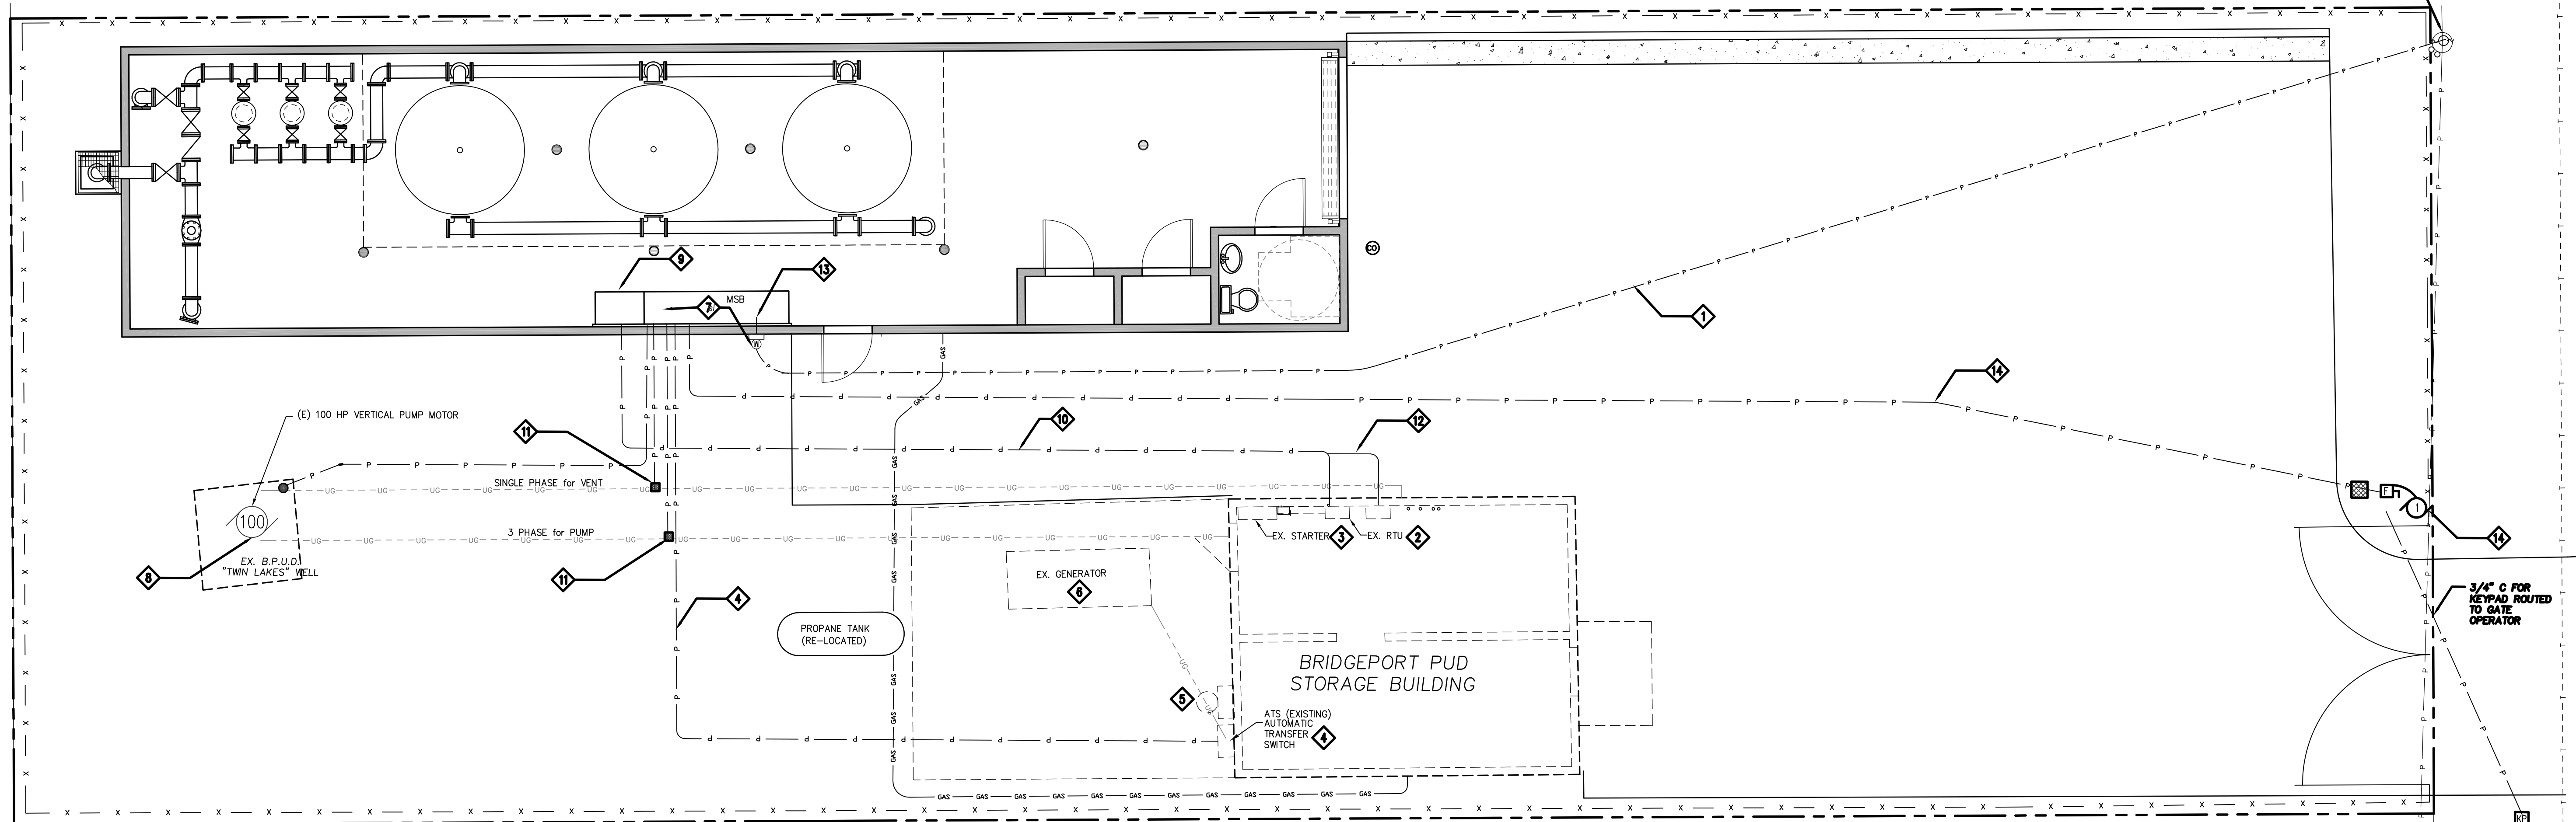 9
13
MSB
7
W
CO
1
14
10
12
11
(E) 100 HP VERTICAL PUMP MOTOR
SINGLE PHASE for VENT
3 PHASE for PUMP
100
EX. B.P.U.D.
"TWIN LAKES" WELL
8
11
4
PROPANE TANK
(RE-LOCATED)
EX. GENERATOR
6
EX. STARTER
3
EX. RTU
2
BRIDGEPORT PUD
STORAGE BUILDING
5
ATS (EXISTING)
AUTOMATIC
TRANSFER
SWITCH
4
F
1
14
3/4" C FOR
KEYPAD ROUTED
TO GATE
OPERATOR
KP
X
P
UG
GAS